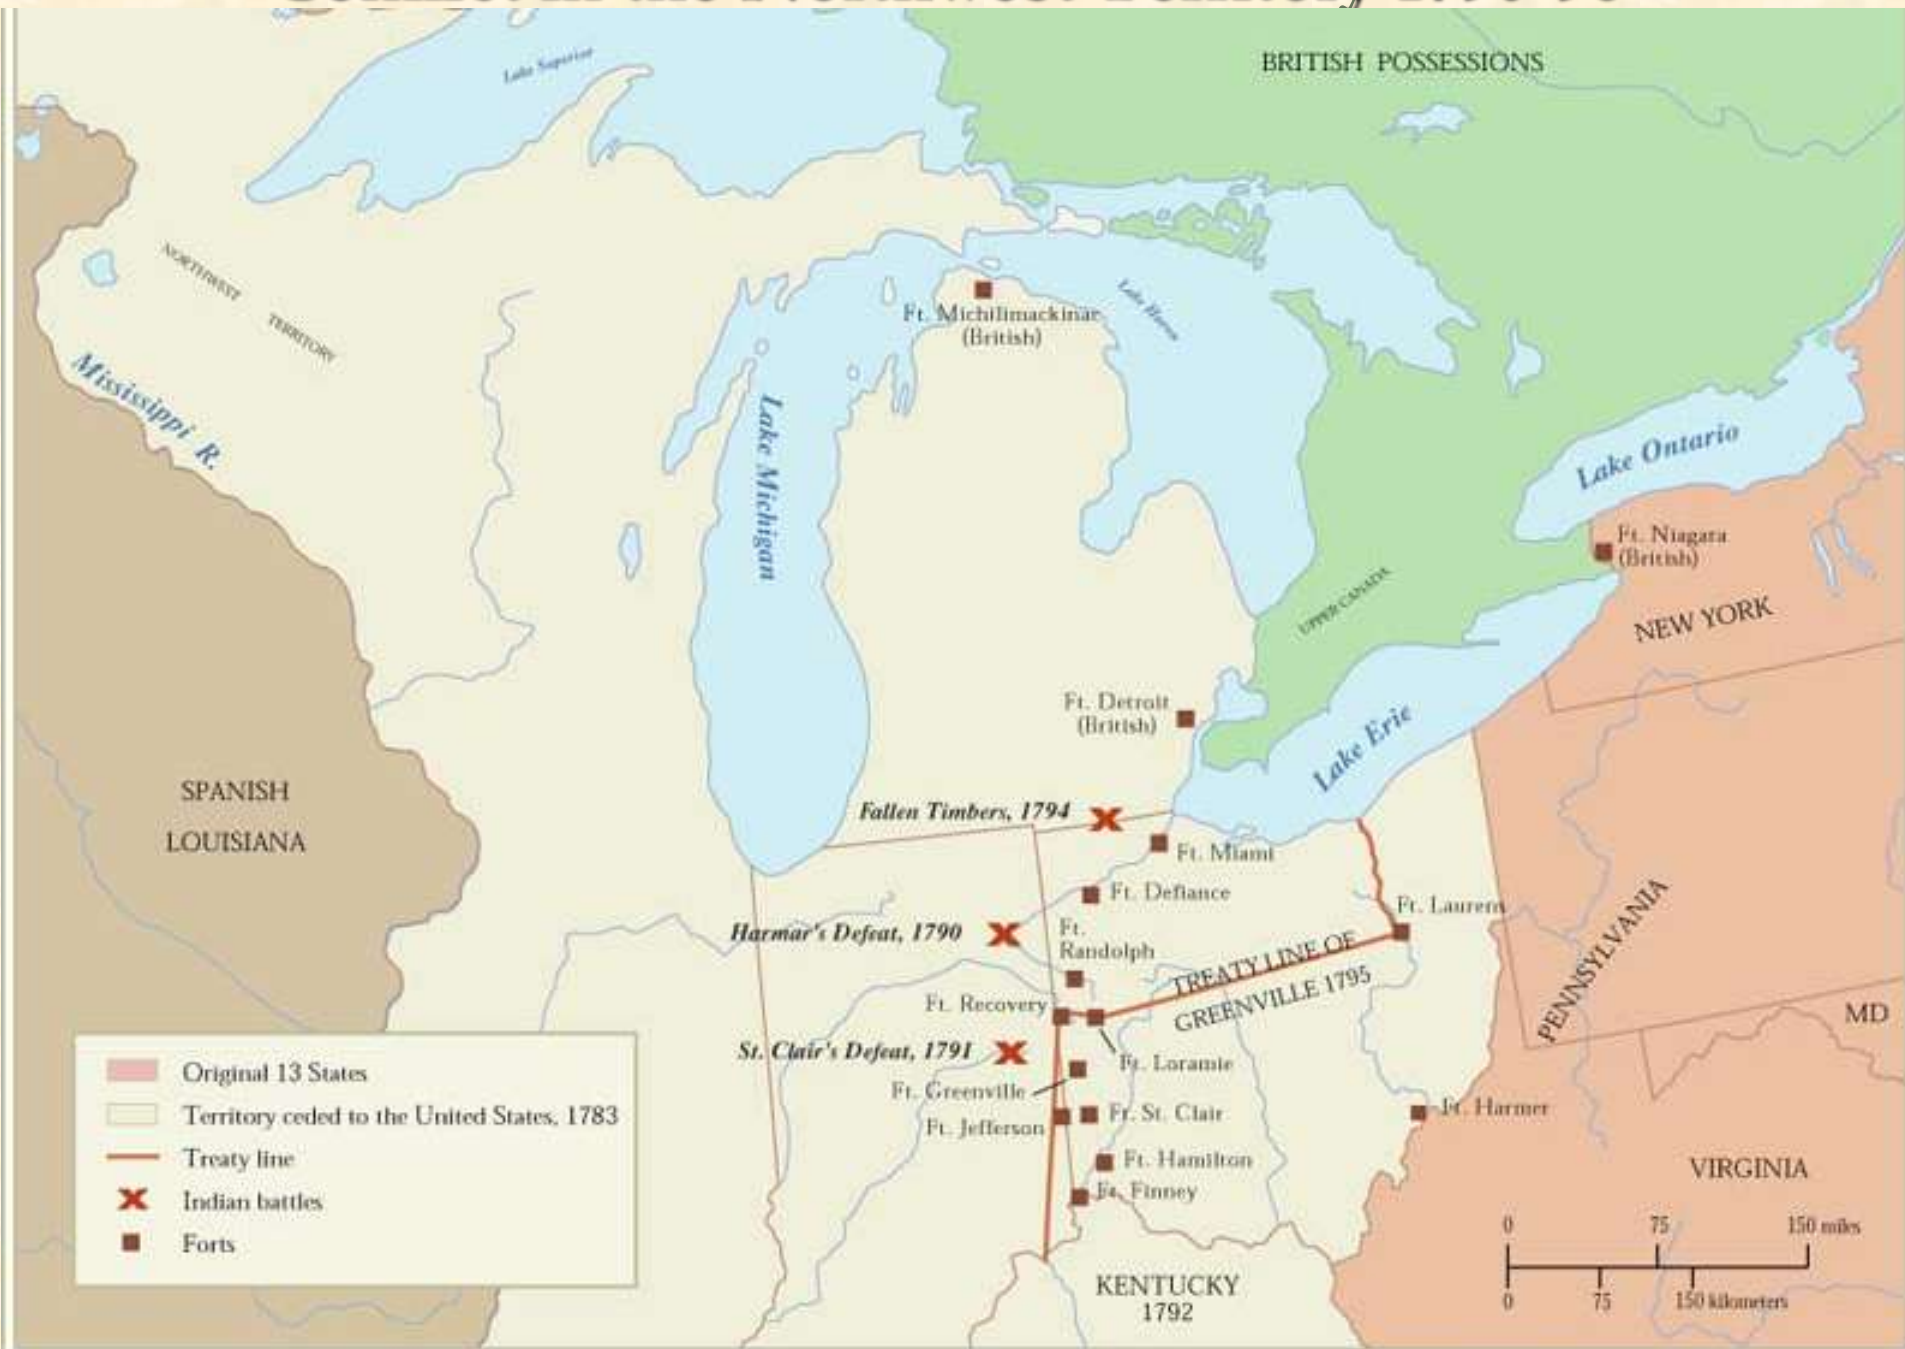 BRITISH POSSESSIONS
Lake Superior
NORTHWEST
TERRITORY
Ft. Michilimackinac
(British)
Lake Huron
Mississippi R.
Lake Michigan
Lake Ontario
Ft. Niagara
(British)
UPPER CANADA
NEW YORK
Ft. Detroit
(British)
Lake Erie
SPANISH
LOUISIANA
Fallen Timbers, 1794
Ft. Miami
Ft. Defiance
Ft. Laurens
Harmar's Defeat, 1790
Ft.
Randolph
PENNSYLVANIA
TREATY LINE OF
GREENVILLE 1795
Ft. Recovery
MD
St. Clair's Defeat, 1791
Ft. Loramie
Ft. Greenville
Ft. St. Clair
Ft. Jefferson
Ft. Harmer
Ft. Hamilton
Ft. Finney
VIRGINIA
KENTUCKY
1792
Original 13 States
Territory ceded to the United States, 1783
Treaty line
Indian battles
Forts
0 75 150 miles
0 75 150 kilometers